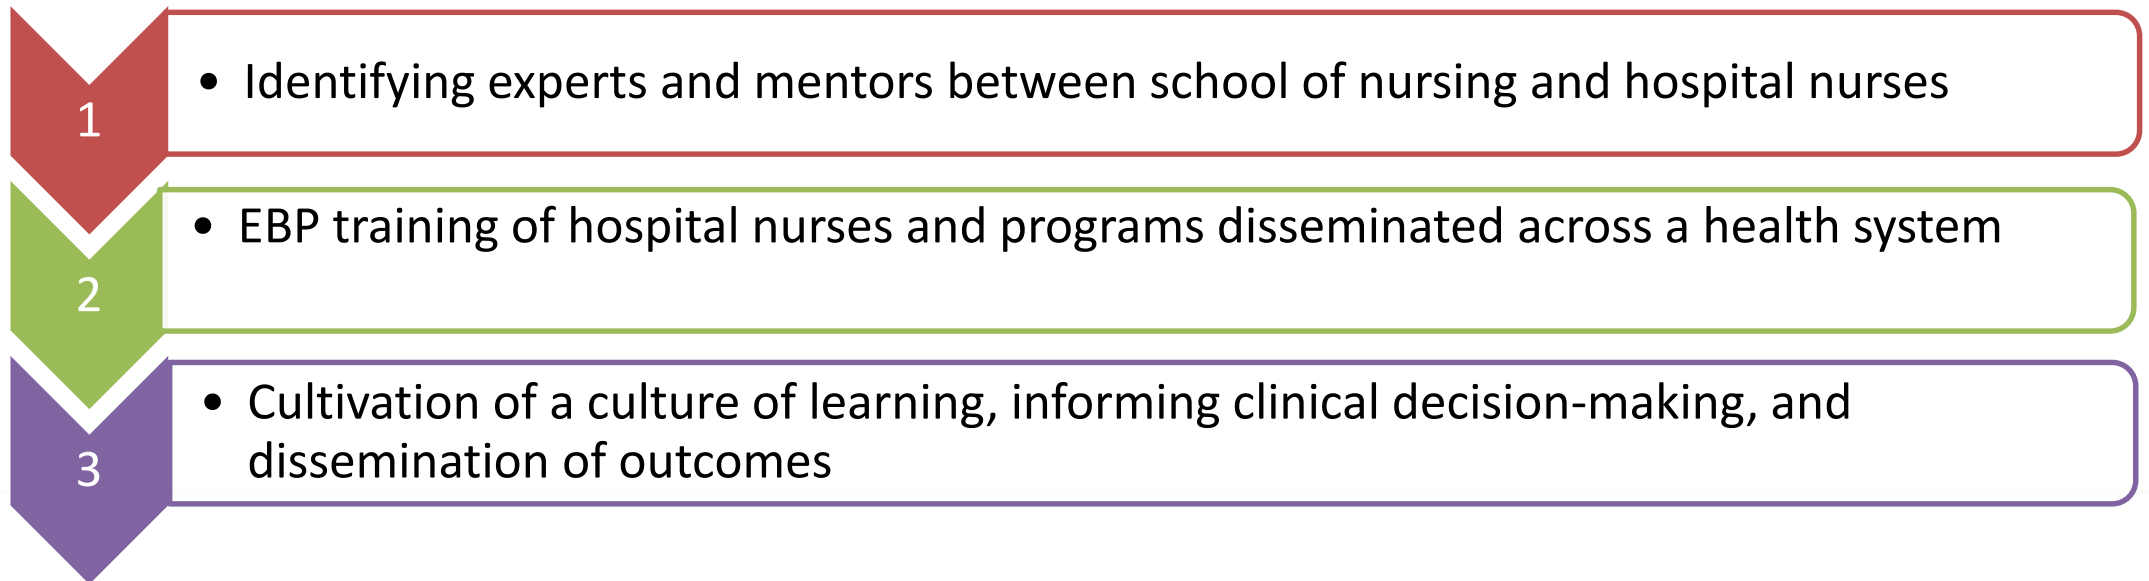 1
• Identifying experts and mentors between school of nursing and hospital nurses
2
• EBP training of hospital nurses and programs disseminated across a health system
3
• Cultivation of a culture of learning, informing clinical decision-making, and
dissemination of outcomes